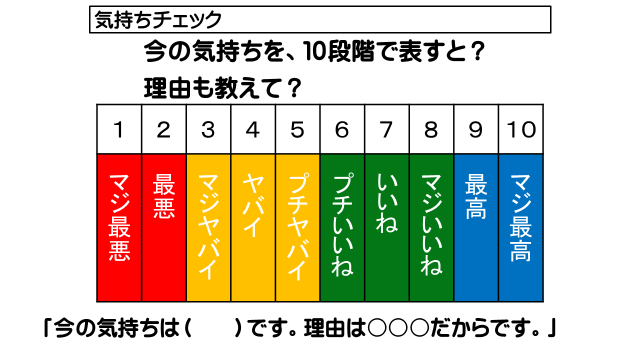 気持ちチェック
今の気持ちを、10段階で表すと？
理由も教えて？
1 2 3 4 5 6 7 8 9 10
マジ最悪 最悪 マジヤバイ ヤバイ プチヤバイ プチいいね いいね マジいいね 最高 マジ最高
「今の気持ちは（　　）です。理由は○○○だからです。」